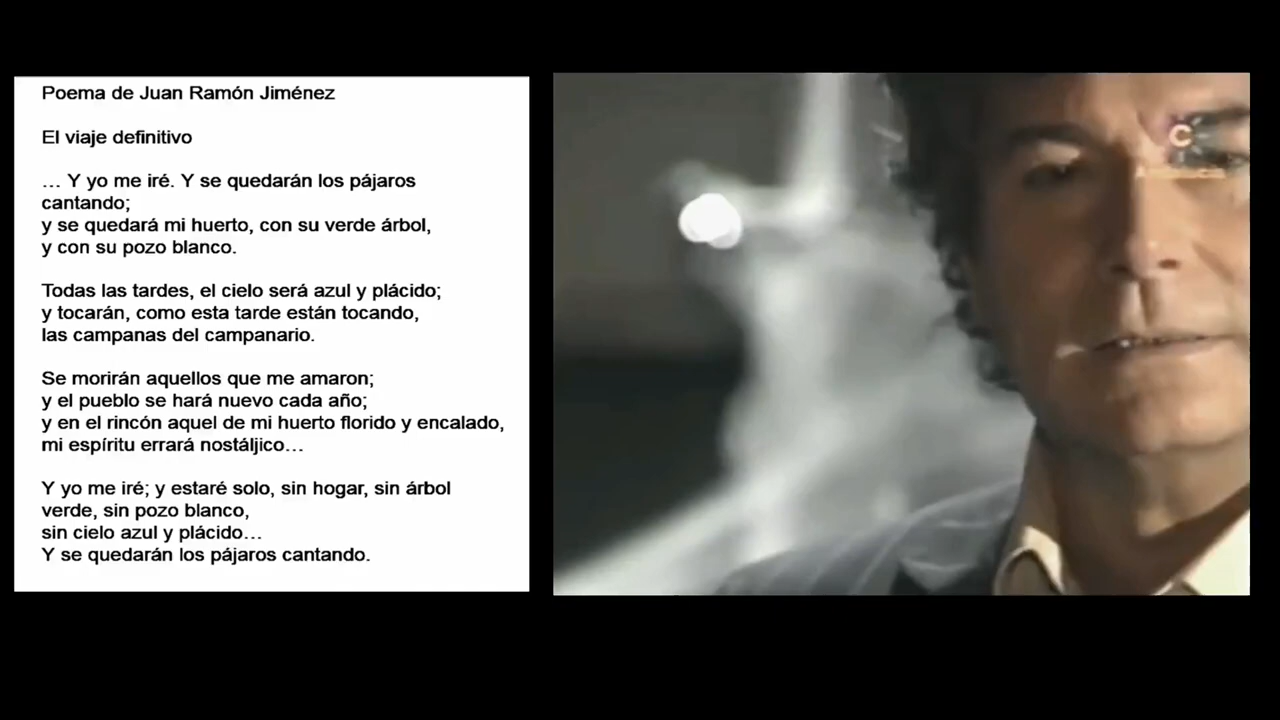 Poema de Juan Ramón Jiménez
El viaje definitivo
… Y yo me iré. Y se quedarán los pájaros
cantando;
y se quedará mi huerto, con su verde árbol,
y con su pozo blanco.
Todas las tardes, el cielo será azul y plácido;
y tocarán, como esta tarde están tocando,
las campanas del campanario.
Se morirán aquellos que me amaron;
y el pueblo se hará nuevo cada año;
y en el rincón aquel de mi huerto florido y encalado,
mi espíritu errará nostáljico…
Y yo me iré; y estaré solo, sin hogar, sin árbol
verde, sin pozo blanco,
sin cielo azul y plácido…
Y se quedarán los pájaros cantando.
C